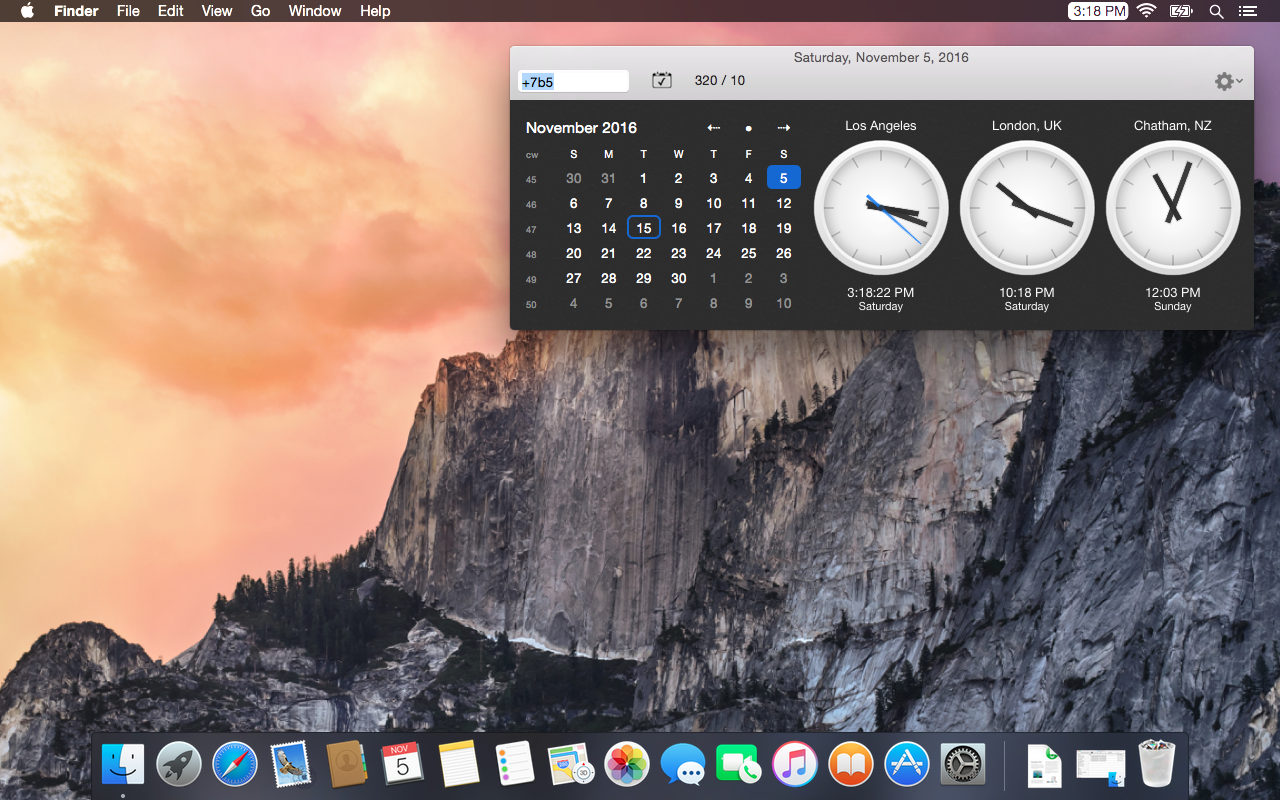 Finder File Edit View Go Window Help 3:18 PM
Saturday, November 5, 2016
+7b5 320 / 10
November 2016
cw S M T W T F S
45 30 31 1 2 3 4 5
46 6 7 8 9 10 11 12
47 13 14 15 16 17 18 19
48 20 21 22 23 24 25 26
49 27 28 29 30 1 2 3
50 4 5 6 7 8 9 10
Los Angeles London, UK Chatham, NZ
3:18:22 PM 10:18 PM 12:03 PM
Saturday Saturday Sunday
NOV
5
280
3D